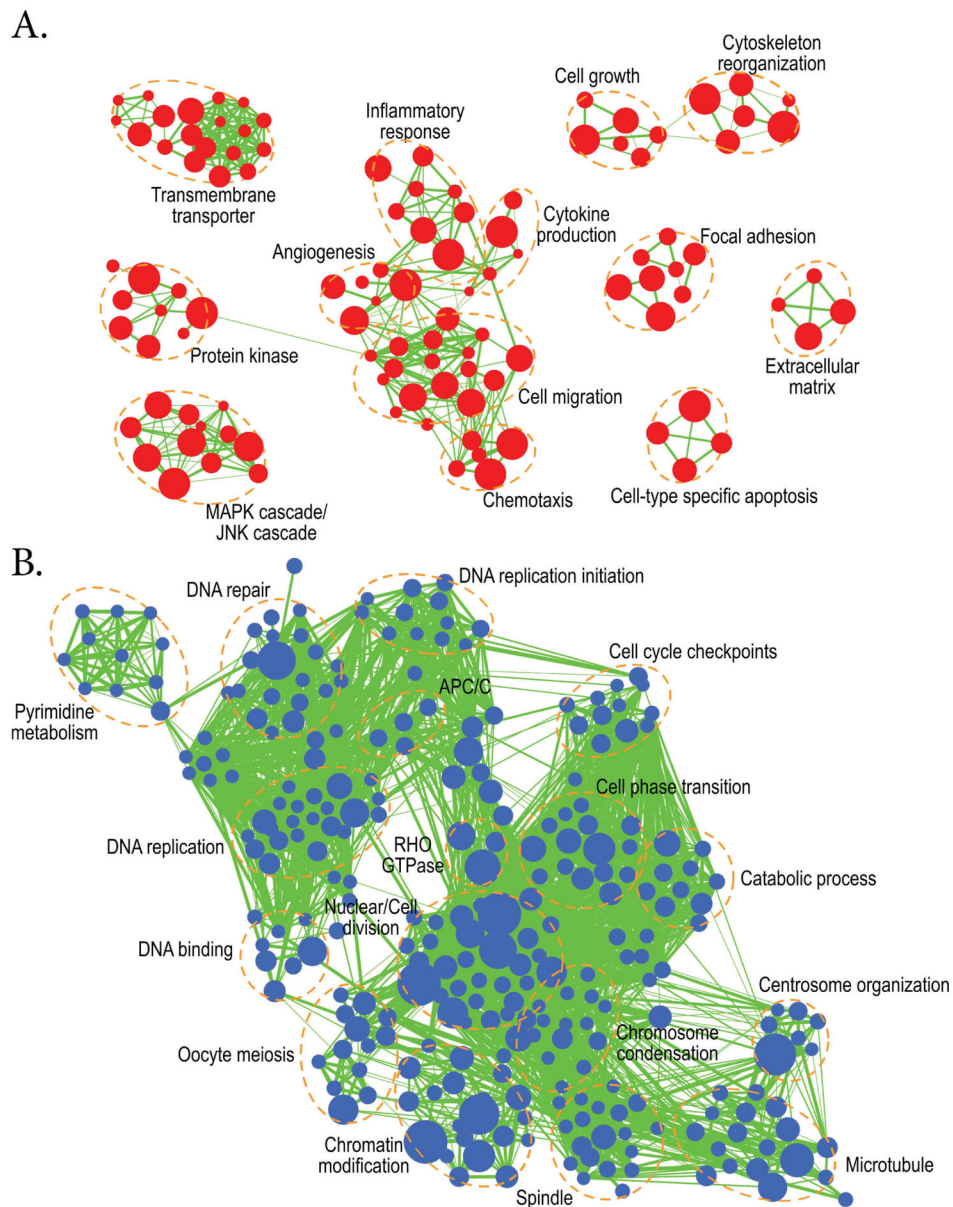 A.
Cytoskeleton
reorganization
Cell growth
Inflammatory
response
Transmembrane
transporter
Cytokine
production
Focal adhesion
Angiogenesis
Protein kinase
Extracellular
matrix
Cell migration
MAPK cascade/
JNK cascade
Chemotaxis
Cell-type specific apoptosis
B.
DNA repair
DNA replication initiation
Cell cycle checkpoints
APC/C
Pyrimidine
metabolism
Cell phase transition
DNA replication
RHO
GTPase
Catabolic process
Nuclear/Cell
division
DNA binding
Centrosome organization
Oocyte meiosis
Chromosome
condensation
Chromatin
modification
Microtubule
Spindle